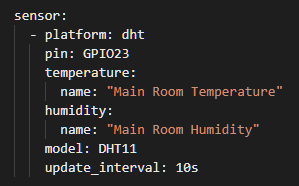 sensor:
  - platform: dht
    pin: GPIO23
    temperature:
      name: "Main Room Temperature"
    humidity:
      name: "Main Room Humidity"
    model: DHT11
    update_interval: 10s